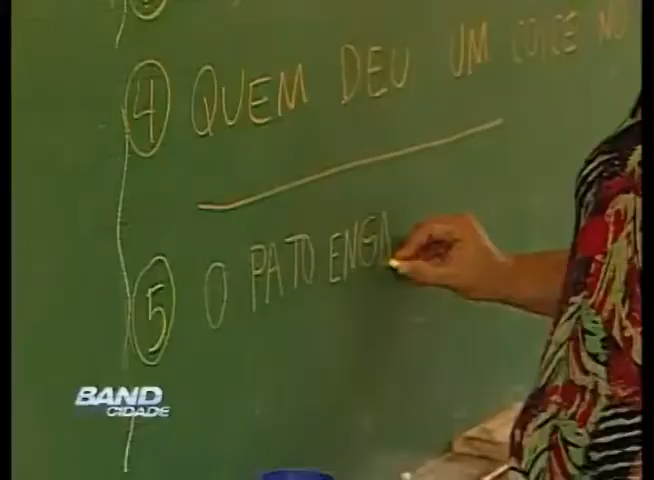 4 QUEM DEU UM COICE NO
5 O PATO ENGA
BAND
CIDADE